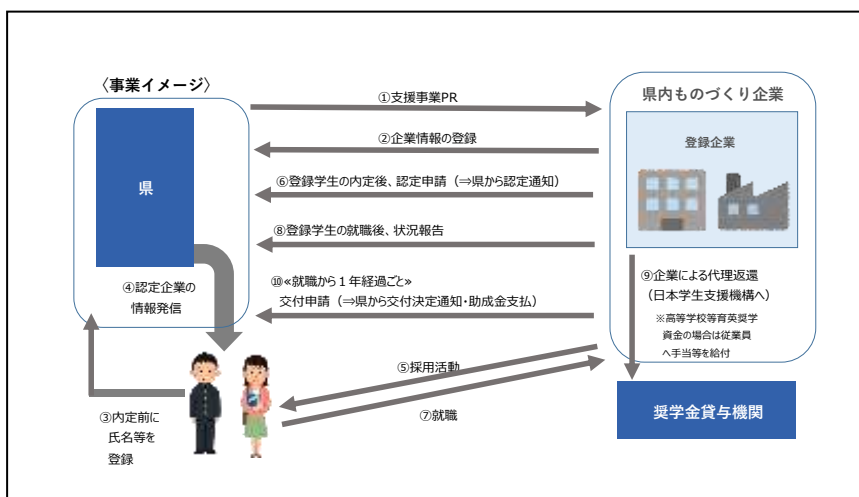 〈事業イメージ〉
県
県内ものづくり企業
登録企業
①支援事業PR
②企業情報の登録
⑥登録学生の内定後、認定申請（⇒県から認定通知）
⑧登録学生の就職後、状況報告
⑩≪就職から１年経過ごと≫
交付申請（⇒県から交付決定通知・助成金支払）
④認定企業の
情報発信
⑨企業による代理返還
（日本学生支援機構へ）
※高等学校等育英奨学
資金の場合は従業員
へ手当等を給付
⑤採用活動
⑦就職
③内定前に
氏名等を
登録
奨学金貸与機関